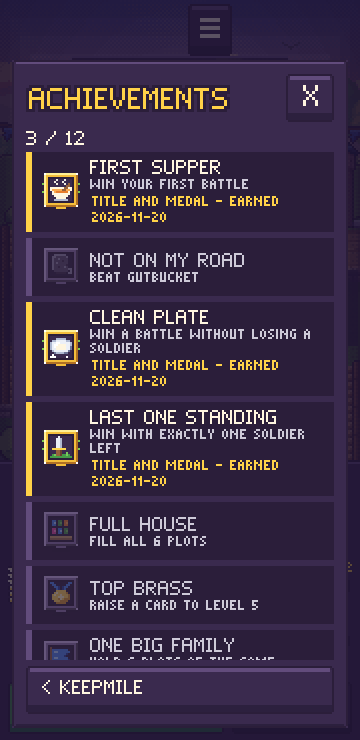 ACHIEVEMENTS
X
3 / 12
FIRST SUPPER
WIN YOUR FIRST BATTLE
TITLE AND MEDAL - EARNED
2026-11-20
NOT ON MY ROAD
BEAT GUTBUCKET
CLEAN PLATE
WIN A BATTLE WITHOUT LOSING A
SOLDIER
TITLE AND MEDAL - EARNED
2026-11-20
LAST ONE STANDING
WIN WITH EXACTLY ONE SOLDIER
LEFT
TITLE AND MEDAL - EARNED
2026-11-20
FULL HOUSE
FILL ALL 6 PLOTS
TOP BRASS
RAISE A CARD TO LEVEL 5
ONE BIG FAMILY
< KEEPMILE